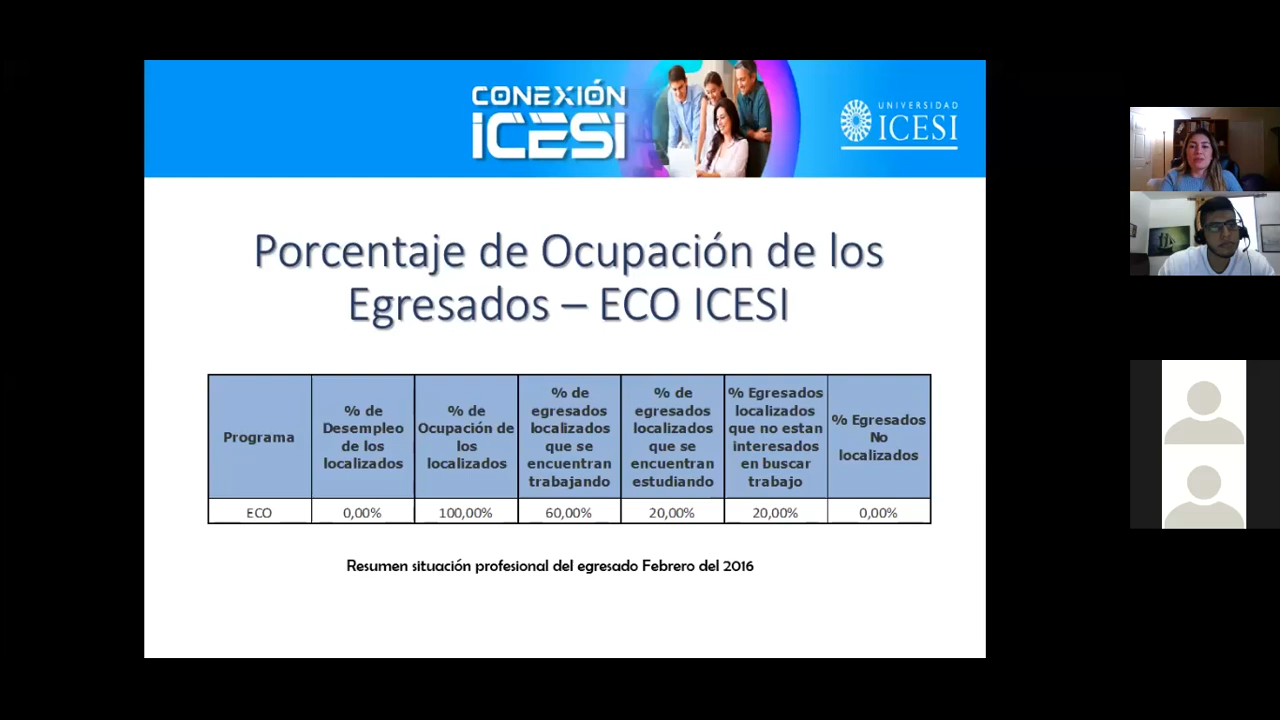 CONEXIÓN
ICESI
UNIVERSIDAD
ICESI
Porcentaje de Ocupación de los
Egresados – ECO ICESI
Programa
% de
Desempleo
de los
localizados
% de
Ocupación de
los
localizados
% de
egresados
localizados
que se
encuentran
trabajando
% de
egresados
localizados
que se
encuentran
estudiando
% Egresados
localizados
que no estan
interesados
en buscar
trabajo
% Egresados
No
localizados
ECO
0,00%
100,00%
60,00%
20,00%
20,00%
0,00%
Resumen situación profesional del egresado Febrero del 2016